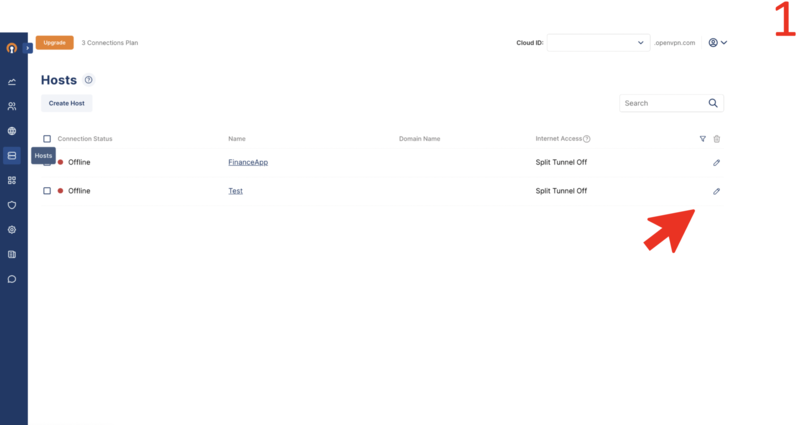 1
Upgrade 3 Connections Plan Cloud ID: .openvpn.com
Hosts
Create Host Search
Connection Status Name Domain Name Internet Access
Hosts
Offline FinanceApp Split Tunnel Off
Offline Test Split Tunnel Off